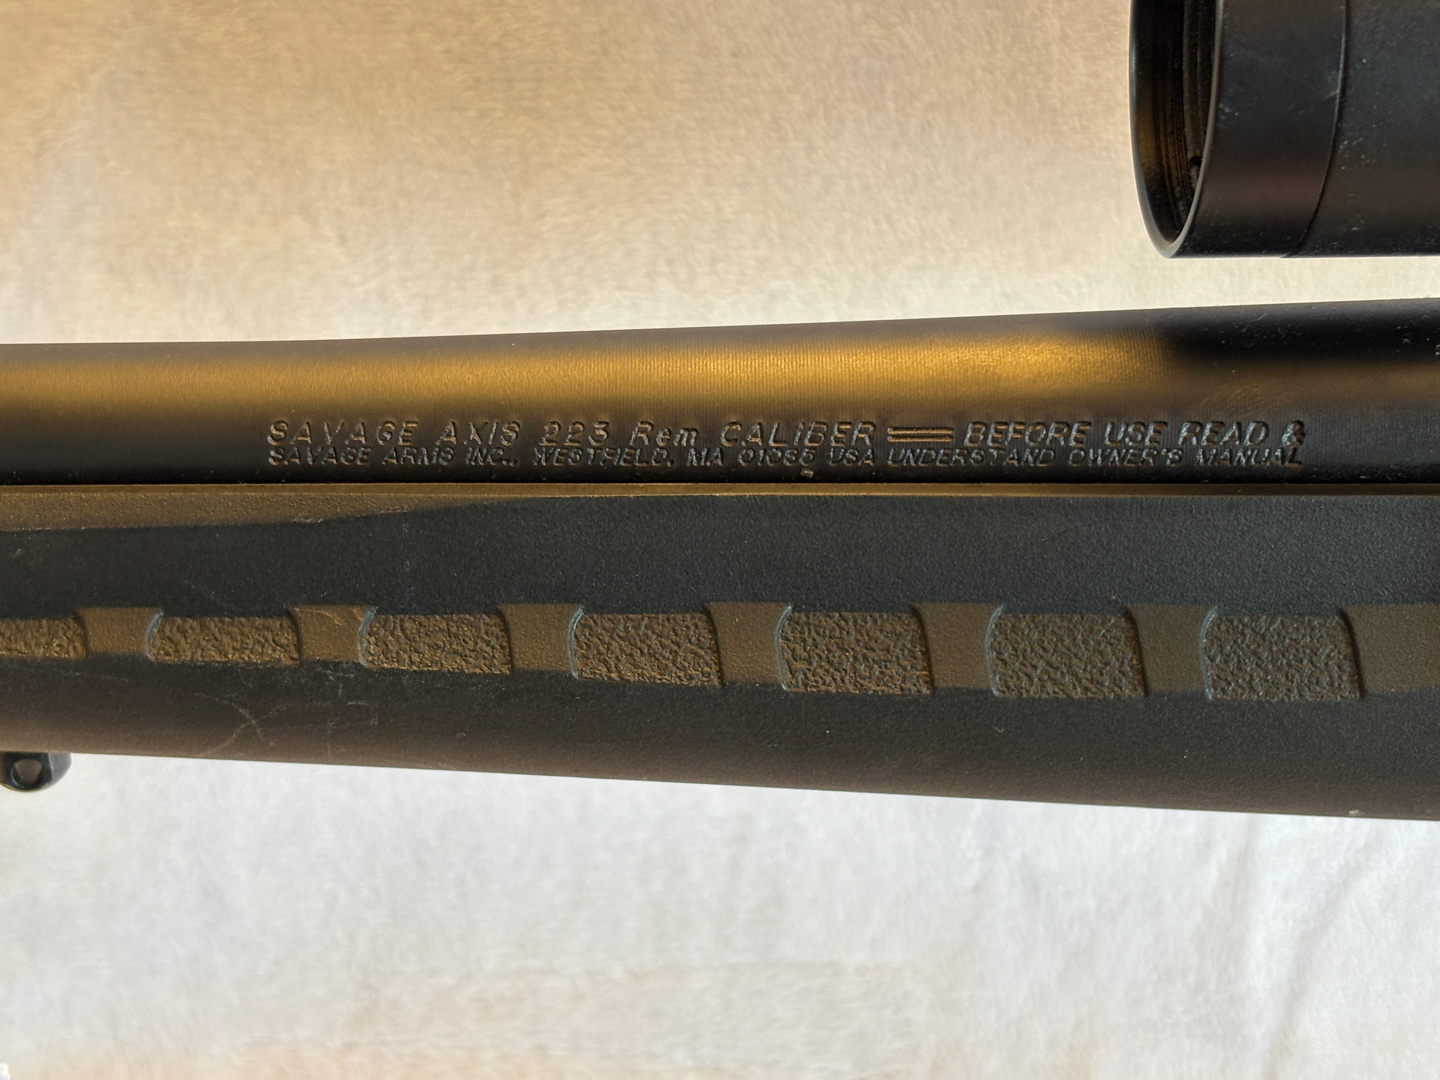 SAVAGE AXIS 223 Rem CALIBER == BEFORE USE READ &
SAVAGE ARMS INC., WESTFIELD, MA 01085 USA UNDERSTAND OWNER'S MANUAL